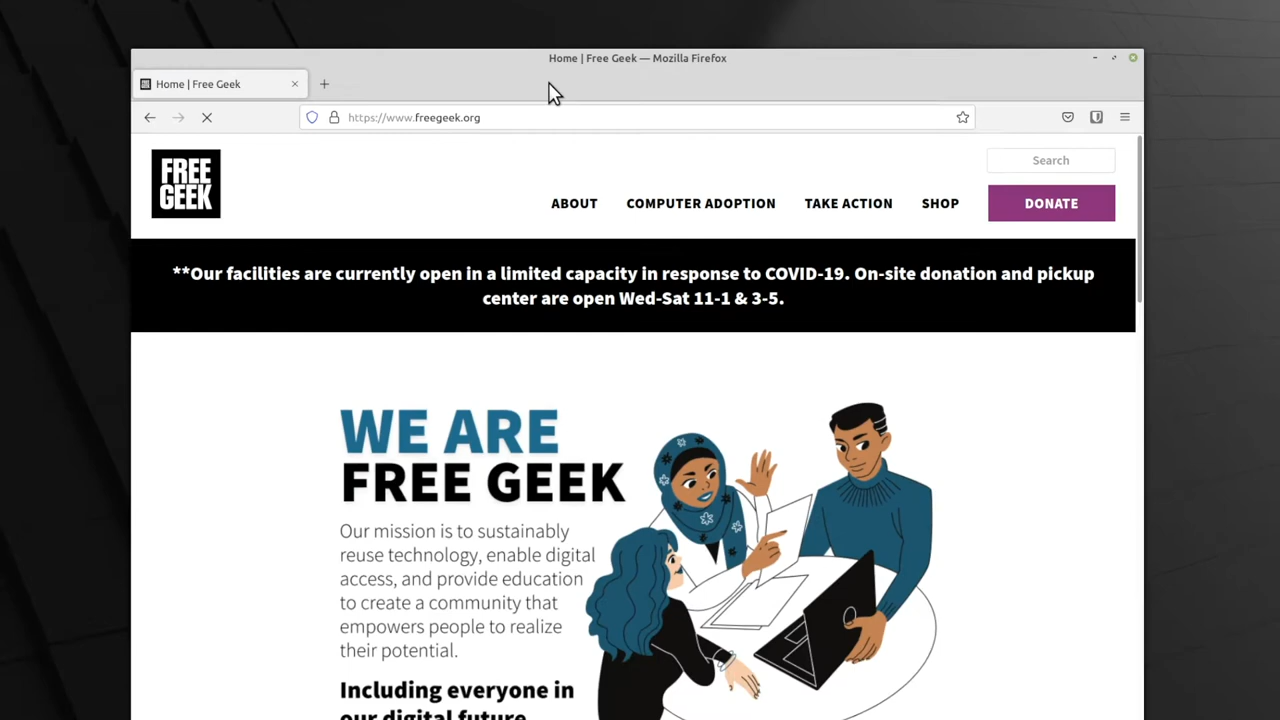 Home | Free Geek — Mozilla Firefox
Home | Free Geek
https://www.freegeek.org
FREE
GEEK
Search
ABOUT COMPUTER ADOPTION TAKE ACTION SHOP DONATE
**Our facilities are currently open in a limited capacity in response to COVID-19. On-site donation and pickup
center are open Wed-Sat 11-1 & 3-5.
WE ARE
FREE GEEK
Our mission is to sustainably
reuse technology, enable digital
access, and provide education
to create a community that
empowers people to realize
their potential.
Including everyone in
our digital future